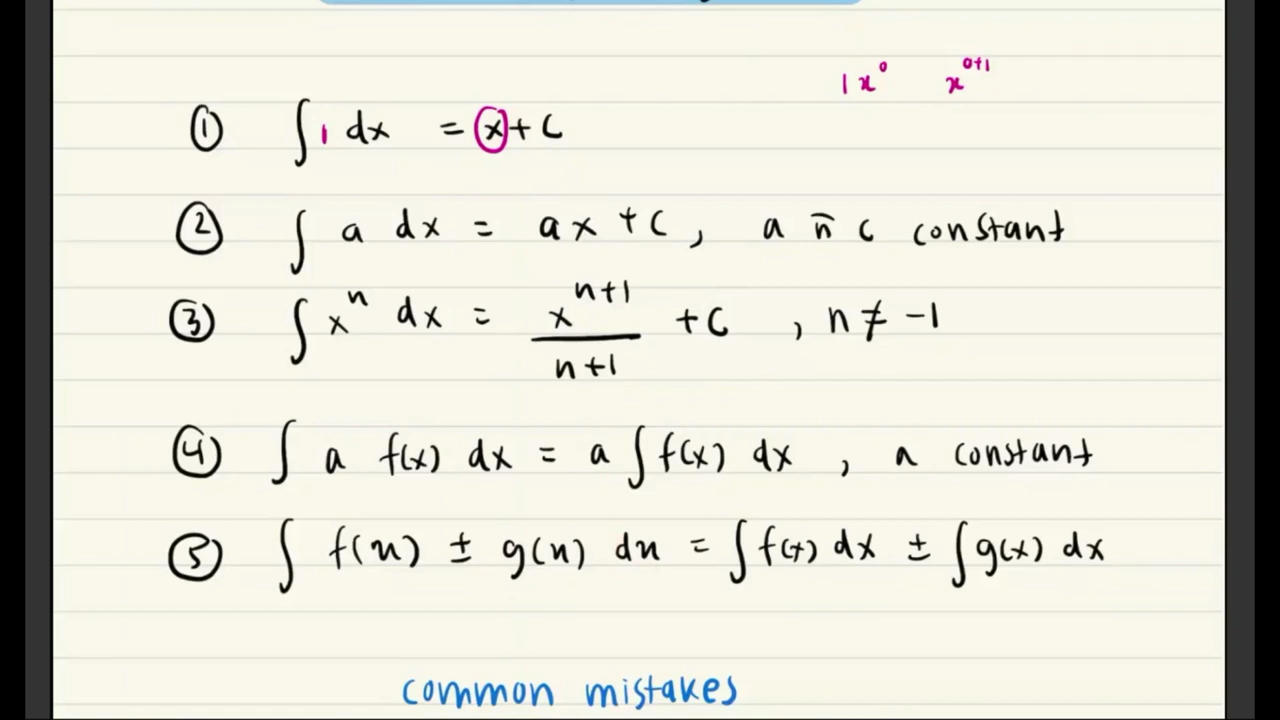 1x⁰ x⁰⁺¹
① ∫ 1 dx = x + c
② ∫ a dx = ax + c, a n̄ c constant
③ ∫ xⁿ dx = xⁿ⁺¹/n+1 + c , n ≠ -1
④ ∫ a f(x) dx = a ∫ f(x) dx , a constant
⑤ ∫ f(x) ± g(x) dx = ∫ f(x) dx ± ∫ g(x) dx
common mistakes